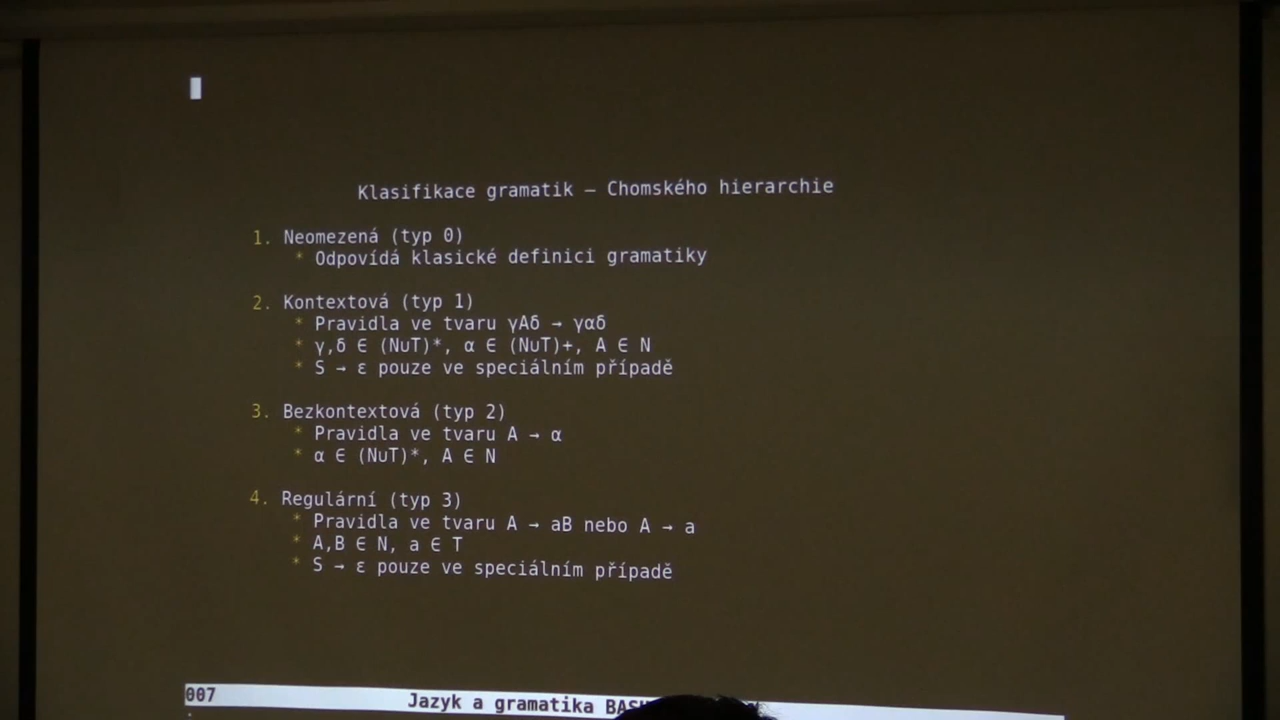 Klasifikace gramatik – Chomského hierarchie
1. Neomezená (typ 0)
* Odpovídá klasické definici gramatiky
2. Kontextová (typ 1)
* Pravidla ve tvaru γAδ → γαδ
* γ,δ ∈ (N∪T)*, α ∈ (N∪T)+, A ∈ N
* S → ε pouze ve speciálním případě
3. Bezkontextová (typ 2)
* Pravidla ve tvaru A → α
* α ∈ (N∪T)*, A ∈ N
4. Regulární (typ 3)
* Pravidla ve tvaru A → aB nebo A → a
* A,B ∈ N, a ∈ T
* S → ε pouze ve speciálním případě
007 Jazyk a gramatika